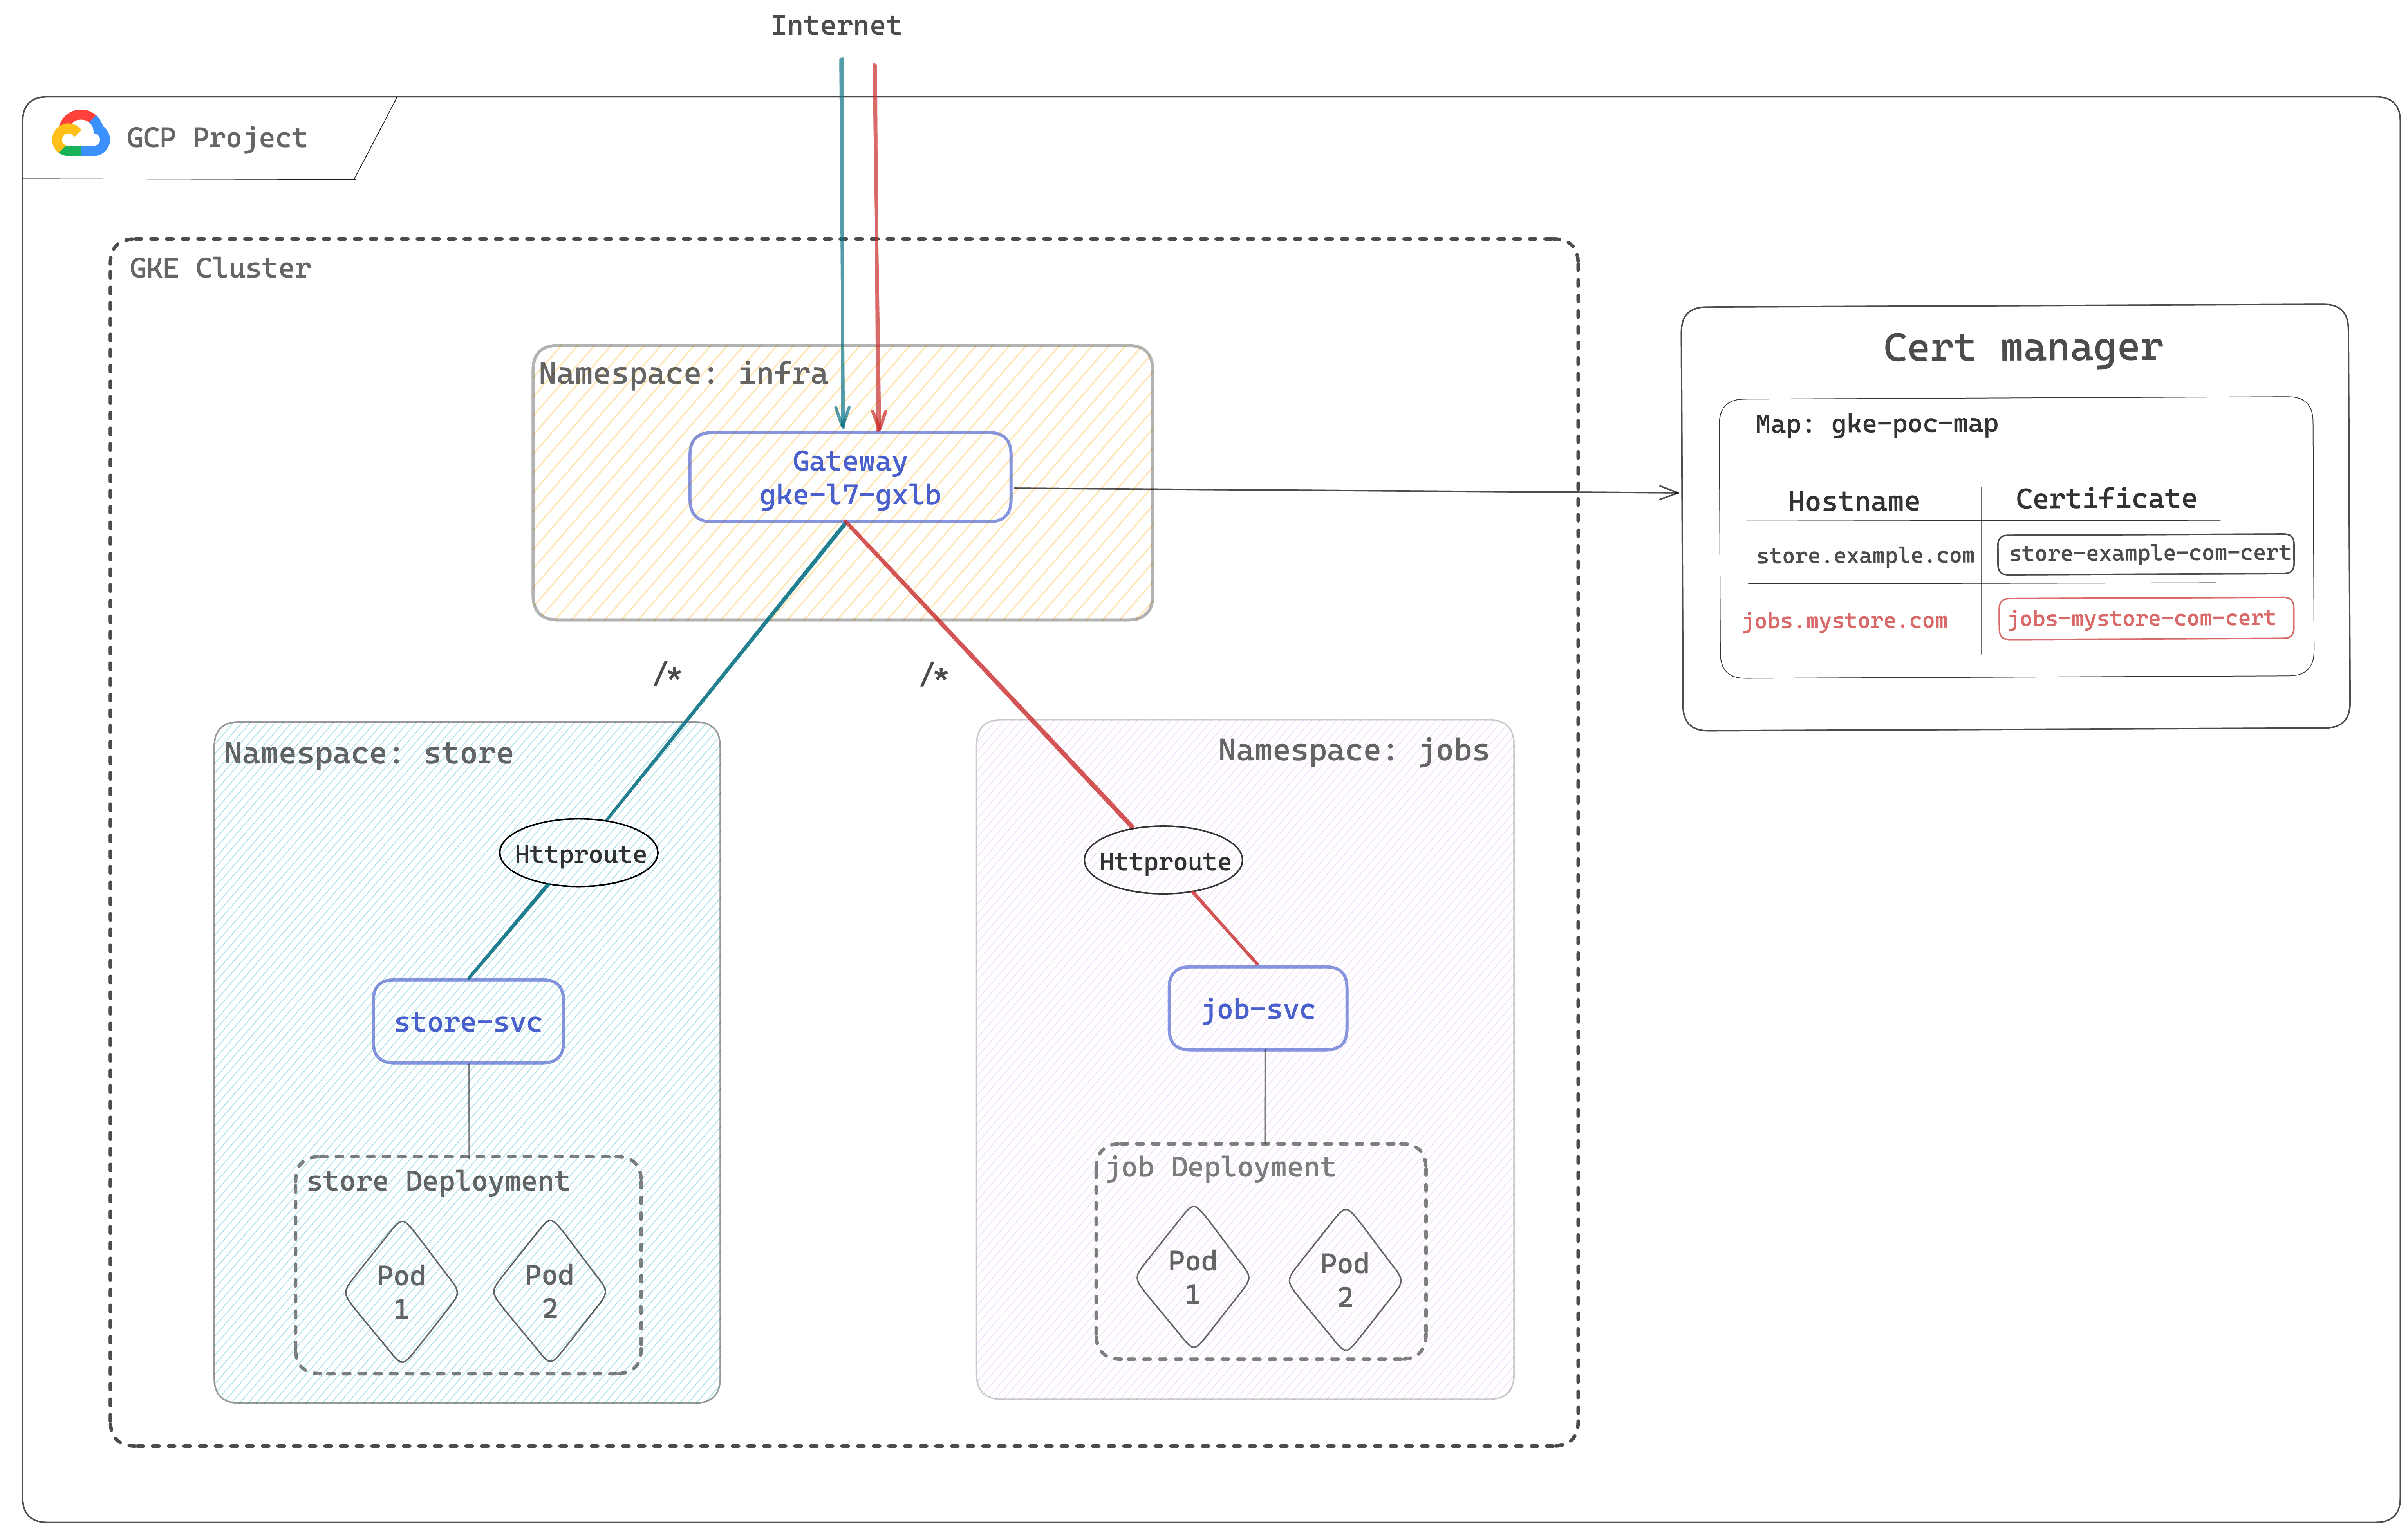 Internet
GCP Project
GKE Cluster
Namespace: infra
Gateway
gke-l7-gxlb
Cert manager
Map: gke-poc-map
Hostname Certificate
store.example.com store-example-com-cert
jobs.mystore.com jobs-mystore-com-cert
/* /*
Namespace: store
Httproute
store-svc
store Deployment
Pod
1
Pod
2
Namespace: jobs
Httproute
job-svc
job Deployment
Pod
1
Pod
2